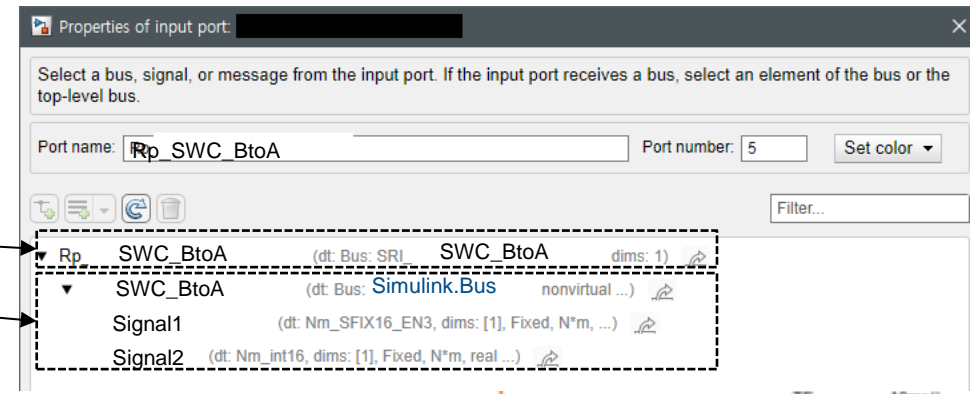 Properties of input port:
Select a bus, signal, or message from the input port. If the input port receives a bus, select an element of the bus or the
top-level bus.
Port name: Rp_SWC_BtoA Port number: 5 Set color
Filter...
Rp_ SWC_BtoA (dt: Bus: SRI_ SWC_BtoA dims: 1)
SWC_BtoA (dt: Bus: Simulink.Bus nonvirtual ...)
Signal1 (dt: Nm_SFIX16_EN3, dims: [1], Fixed, N*m, ...)
Signal2 (dt: Nm_int16, dims: [1], Fixed, N*m, real ...)